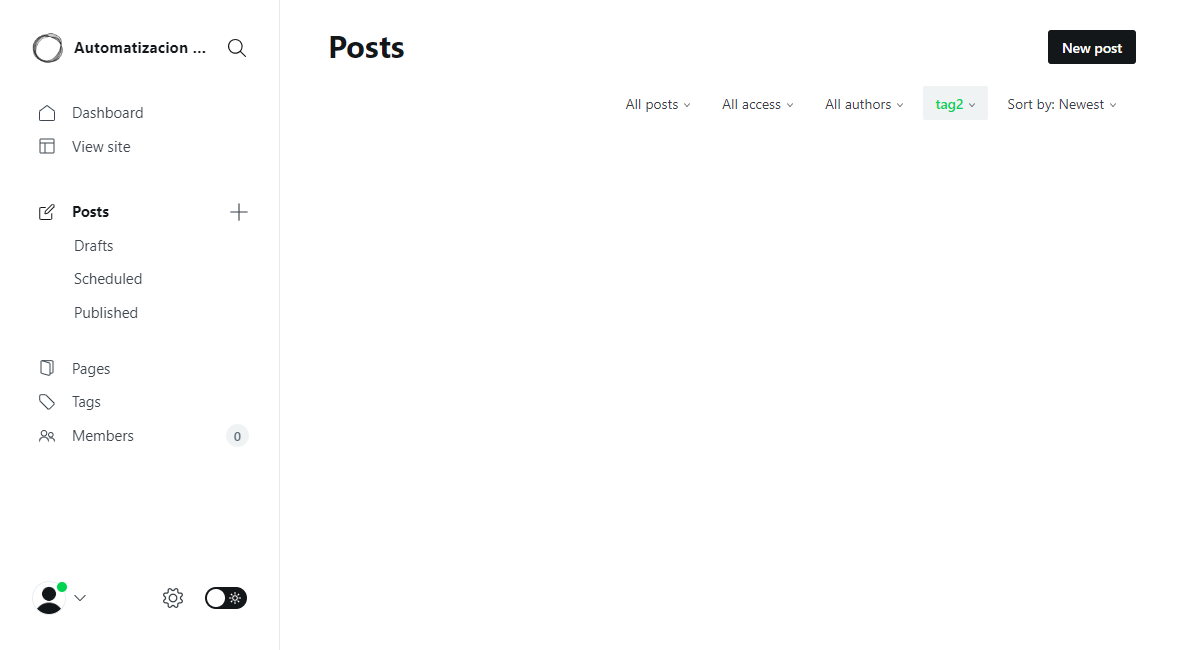 Automatizacion ...
Dashboard
View site
Posts
Drafts
Scheduled
Published
Pages
Tags
Members
0
Posts
New post
All posts
All access
All authors
tag2
Sort by: Newest